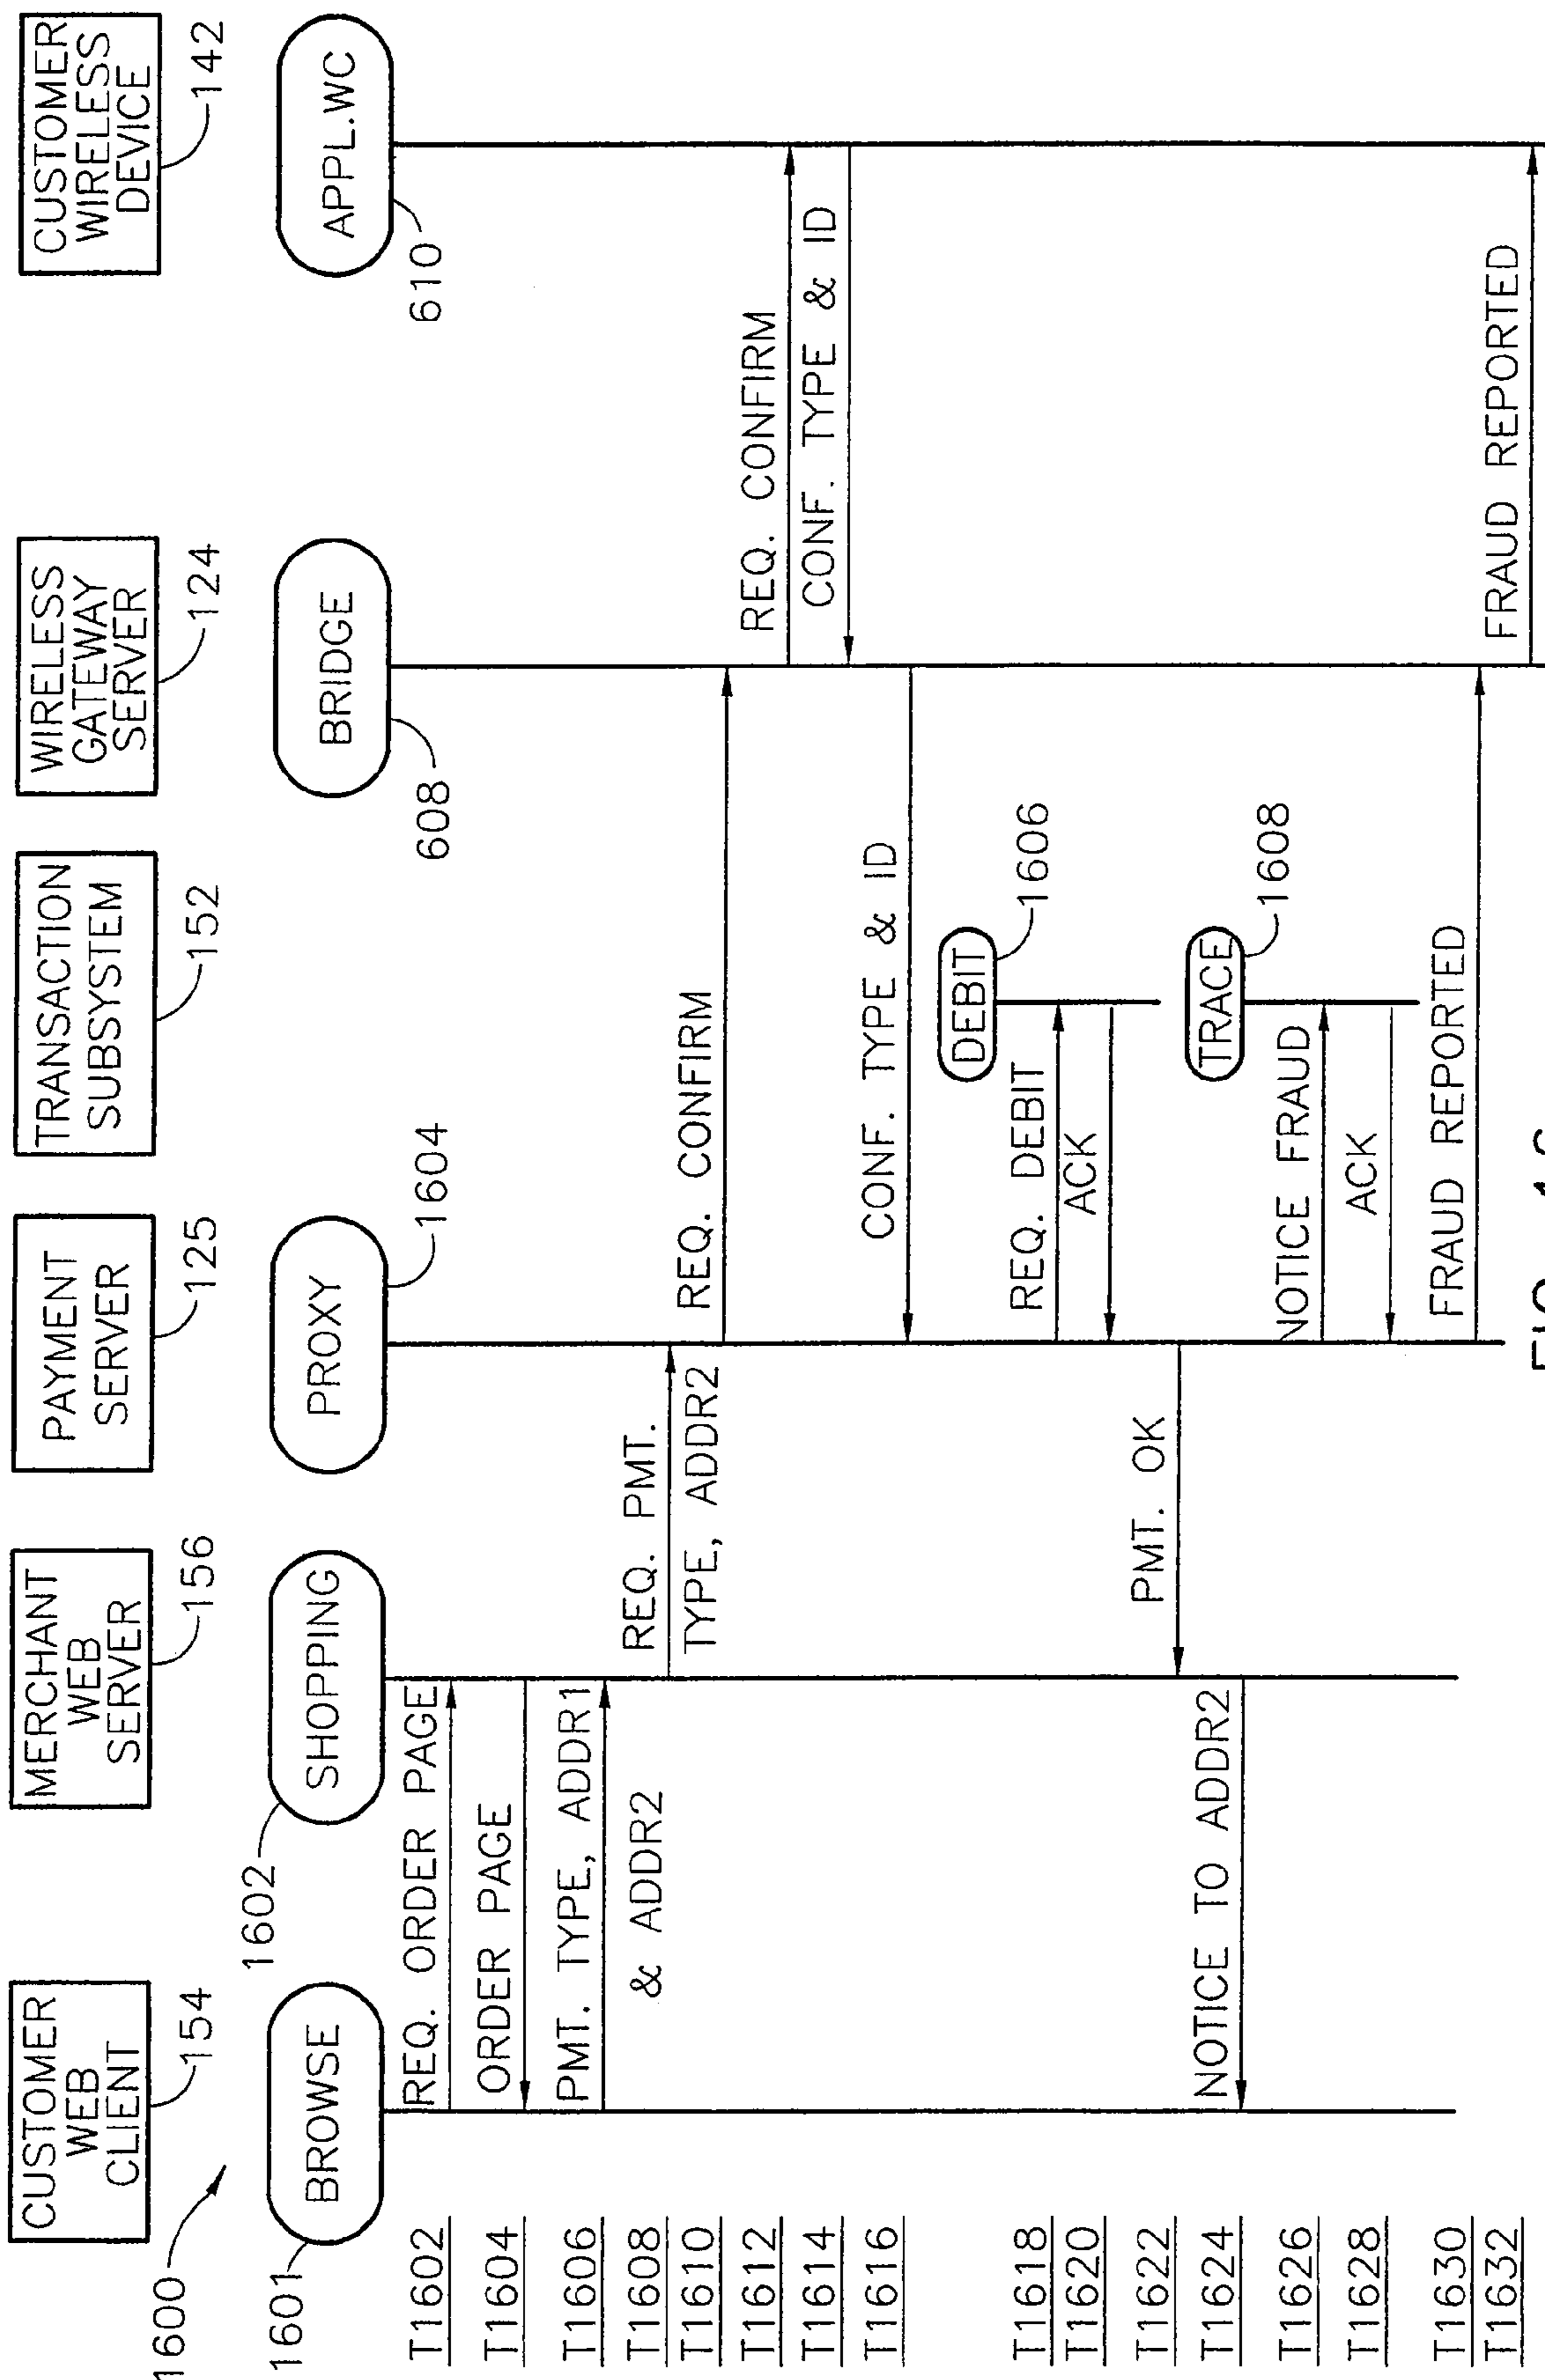 1600
CUSTOMER
WEB
CLIENT
154
MERCHANT
WEB
SERVER
156
PAYMENT
SERVER
125
TRANSACTION
SUBSYSTEM
152
WIRELESS
GATEWAY
SERVER
124
CUSTOMER
WIRELESS
DEVICE
142
1601
BROWSE
1602
SHOPPING
PROXY
1604
BRIDGE
608
APPL.WC
610
T1602
REQ. ORDER PAGE
T1604
ORDER PAGE
T1606
PMT. TYPE, ADDR1
& ADDR2
T1608
REQ. PMT.
TYPE, ADDR2
T1610
REQ. CONFIRM
T1612
REQ. CONFIRM
T1614
CONF. TYPE & ID
T1616
CONF. TYPE & ID
DEBIT
1606
T1618
REQ. DEBIT
T1620
ACK
T1622
PMT. OK
T1624
NOTICE TO ADDR2
TRACE
1608
T1626
NOTICE FRAUD
T1628
ACK
T1630
FRAUD REPORTED
T1632
FRAUD REPORTED